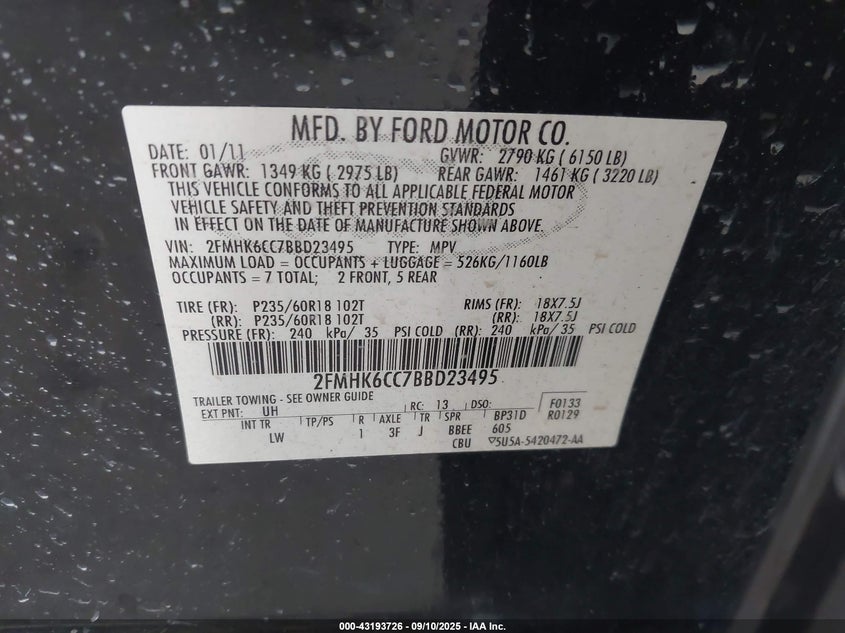 MFD. BY FORD MOTOR CO.
DATE: 01/11 GVWR: 2790 KG ( 6150 LB)
FRONT GAWR: 1349 KG ( 2975 LB) REAR GAWR: 1461 KG ( 3220 LB)
THIS VEHICLE CONFORMS TO ALL APPLICABLE FEDERAL MOTOR
VEHICLE SAFETY AND THEFT PREVENTION STANDARDS
IN EFFECT ON THE DATE OF MANUFACTURE SHOWN ABOVE.
VIN: 2FMHK6CC7BBD23495 TYPE: MPV
MAXIMUM LOAD = OCCUPANTS + LUGGAGE = 526KG/1160LB
OCCUPANTS = 7 TOTAL; 2 FRONT, 5 REAR
TIRE (FR): P235/60R18 102T RIMS (FR): 18X7.5J
(RR): P235/60R18 102T (RR): 18X7.5J
PRESSURE (FR): 240 kPa/ 35 PSI COLD (RR): 240 kPa/ 35 PSI COLD
2FMHK6CC7BBD23495
TRAILER TOWING - SEE OWNER GUIDE
EXT PNT: UH RC: 13 DSO: F0133
INT TR TP/PS R AXLE TR SPR BP31D R0129
LW 1 3F J BBEE 605
CBU 5U5A-5420472-AA
000-43193726 - 09/10/2025 - IAA Inc.